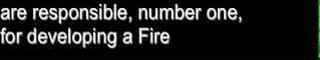 are responsible, number one,
for developing a Fire